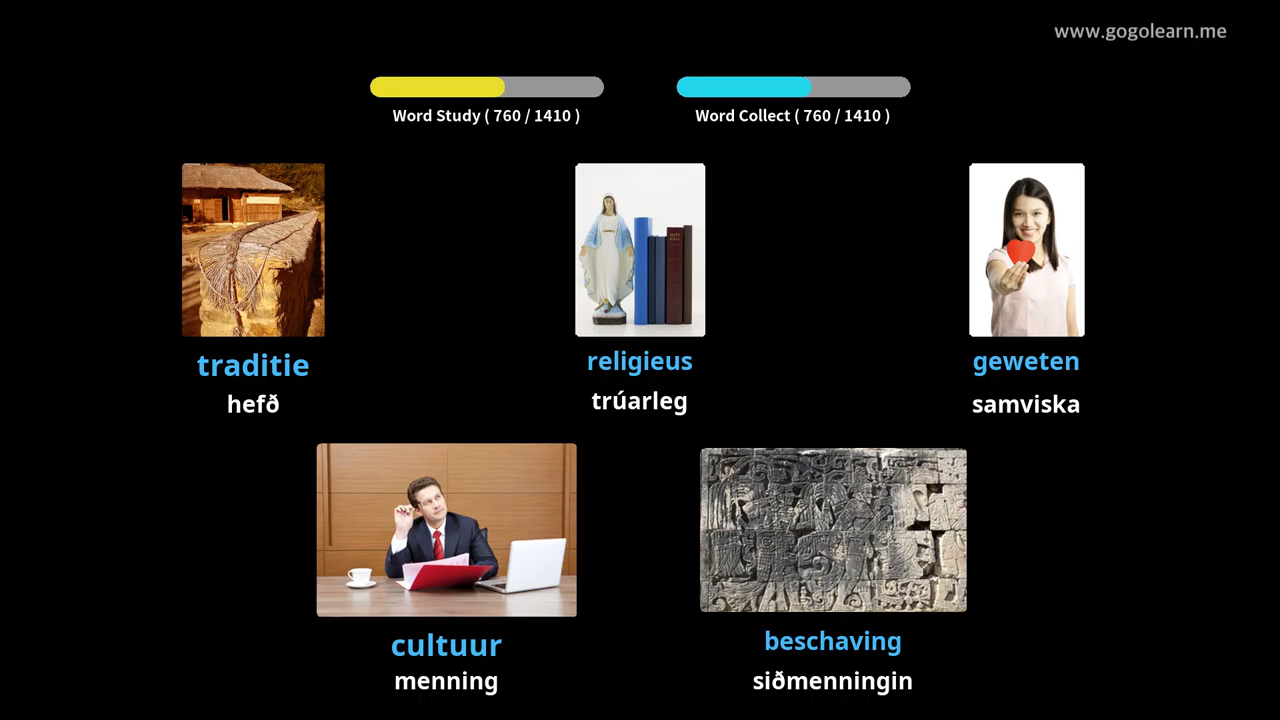 www.gogolearn.me
Word Study ( 760 / 1410 )
Word Collect ( 760 / 1410 )
traditie
hefð
religieus
trúarleg
geweten
samviska
cultuur
menning
beschaving
siðmenningin